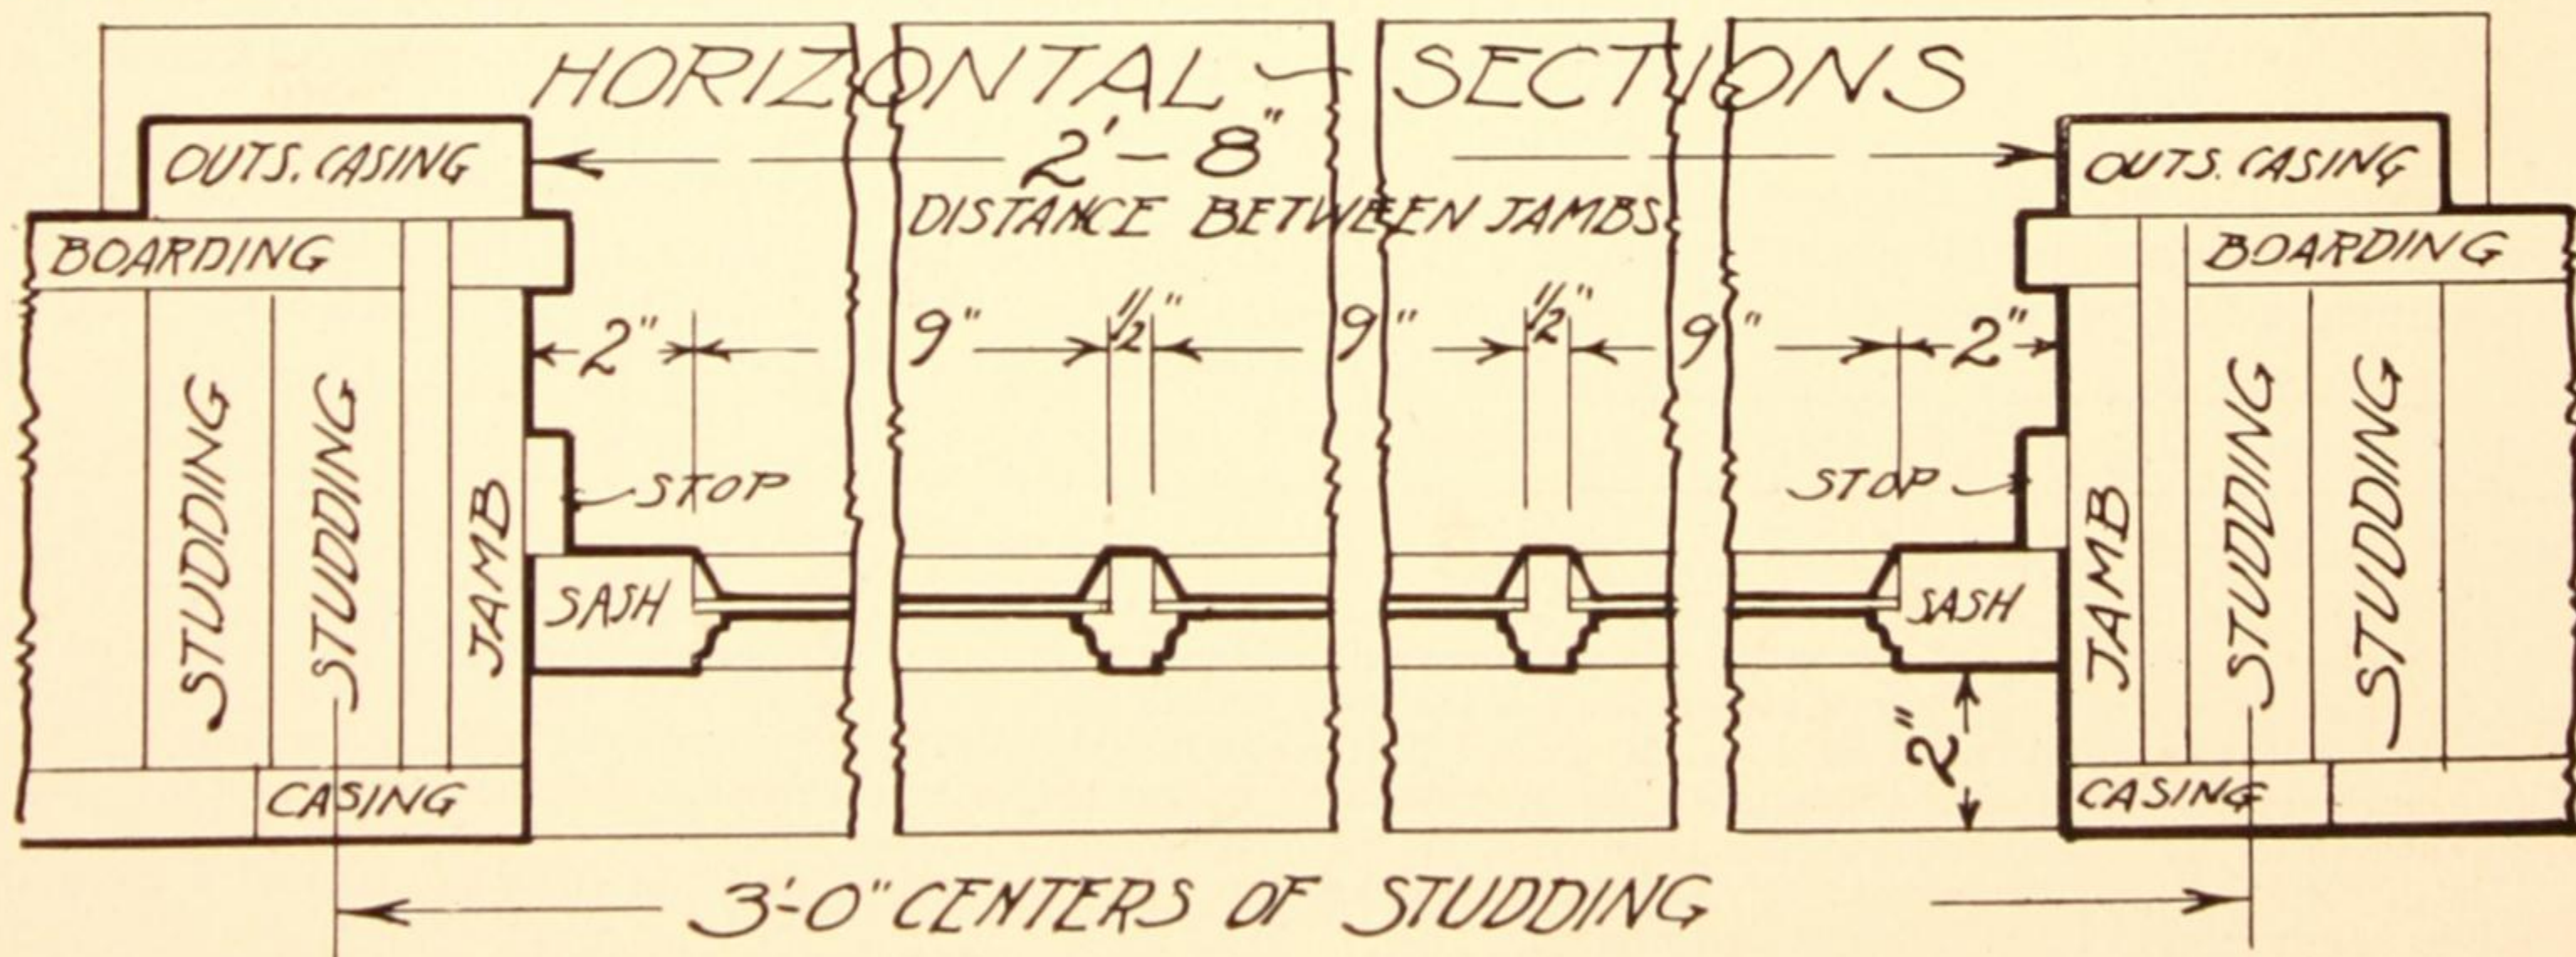 HORIZONTAL - SECTIONS
OUTS. CASING 2'-8" OUTS. CASING
DISTANCE BETWEEN JAMBS
BOARDING BOARDING
2" 9" 1/2" 9" 1/2" 9" 2"
STUDDING STUDDING JAMB STOP STOP JAMB STUDDING STUDDING
SASH SASH
2"
CASING CASING
3'-0" CENTERS OF STUDDING